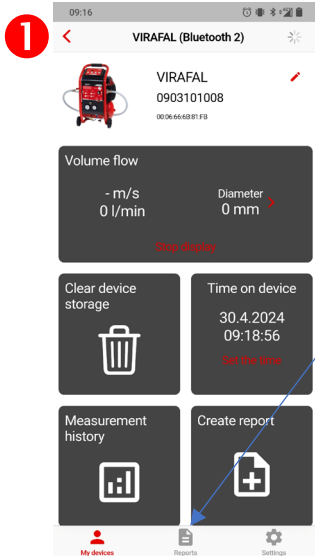 1
09:16
VIRAFAL (Bluetooth 2)
VIRAFAL
0903101008
00:06:66:6B:81:FB
Volume flow
- m/s
0 l/min
Diameter
0 mm
Stop display
Clear device
storage
Time on device
30.4.2024
09:18:56
Set the time
Measurement
history
Create report
My devices
Reports
Settings